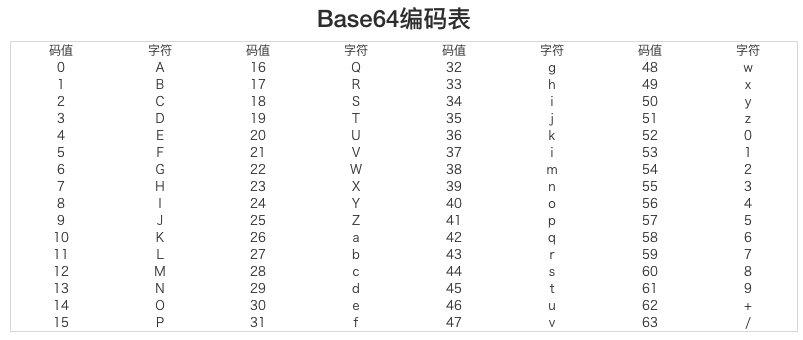 Base64编码表
码值 字符 码值 字符 码值 字符 码值 字符
0 A 16 Q 32 g 48 w
1 B 17 R 33 h 49 x
2 C 18 S 34 i 50 y
3 D 19 T 35 j 51 z
4 E 20 U 36 k 52 0
5 F 21 V 37 i 53 1
6 G 22 W 38 m 54 2
7 H 23 X 39 n 55 3
8 I 24 Y 40 o 56 4
9 J 25 Z 41 p 57 5
10 K 26 a 42 q 58 6
11 L 27 b 43 r 59 7
12 M 28 c 44 s 60 8
13 N 29 d 45 t 61 9
14 O 30 e 46 u 62 +
15 P 31 f 47 v 63 /